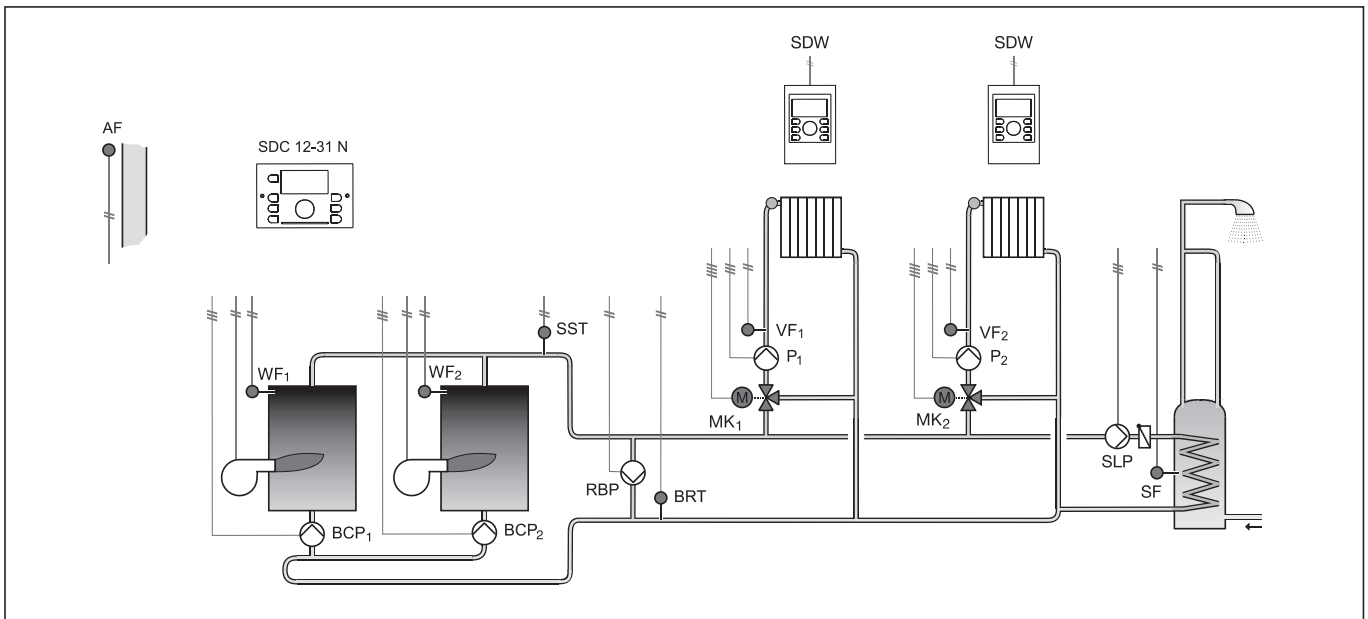 SDW
SDW
AF
SDC 12-31 N
SST
VF1
VF2
P1
P2
WF1
WF2
M
M
MK1
MK2
SLP
RBP
BRT
SF
BCP1
BCP2